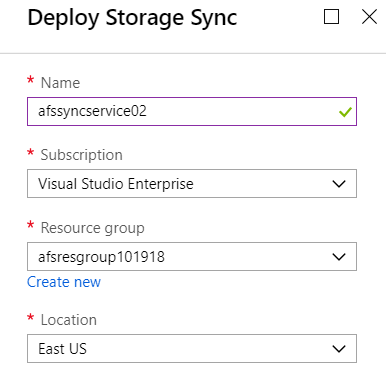 Deploy Storage Sync
* Name
afssyncservice02
* Subscription
Visual Studio Enterprise
* Resource group
afsresgroup101918
Create new
* Location
East US